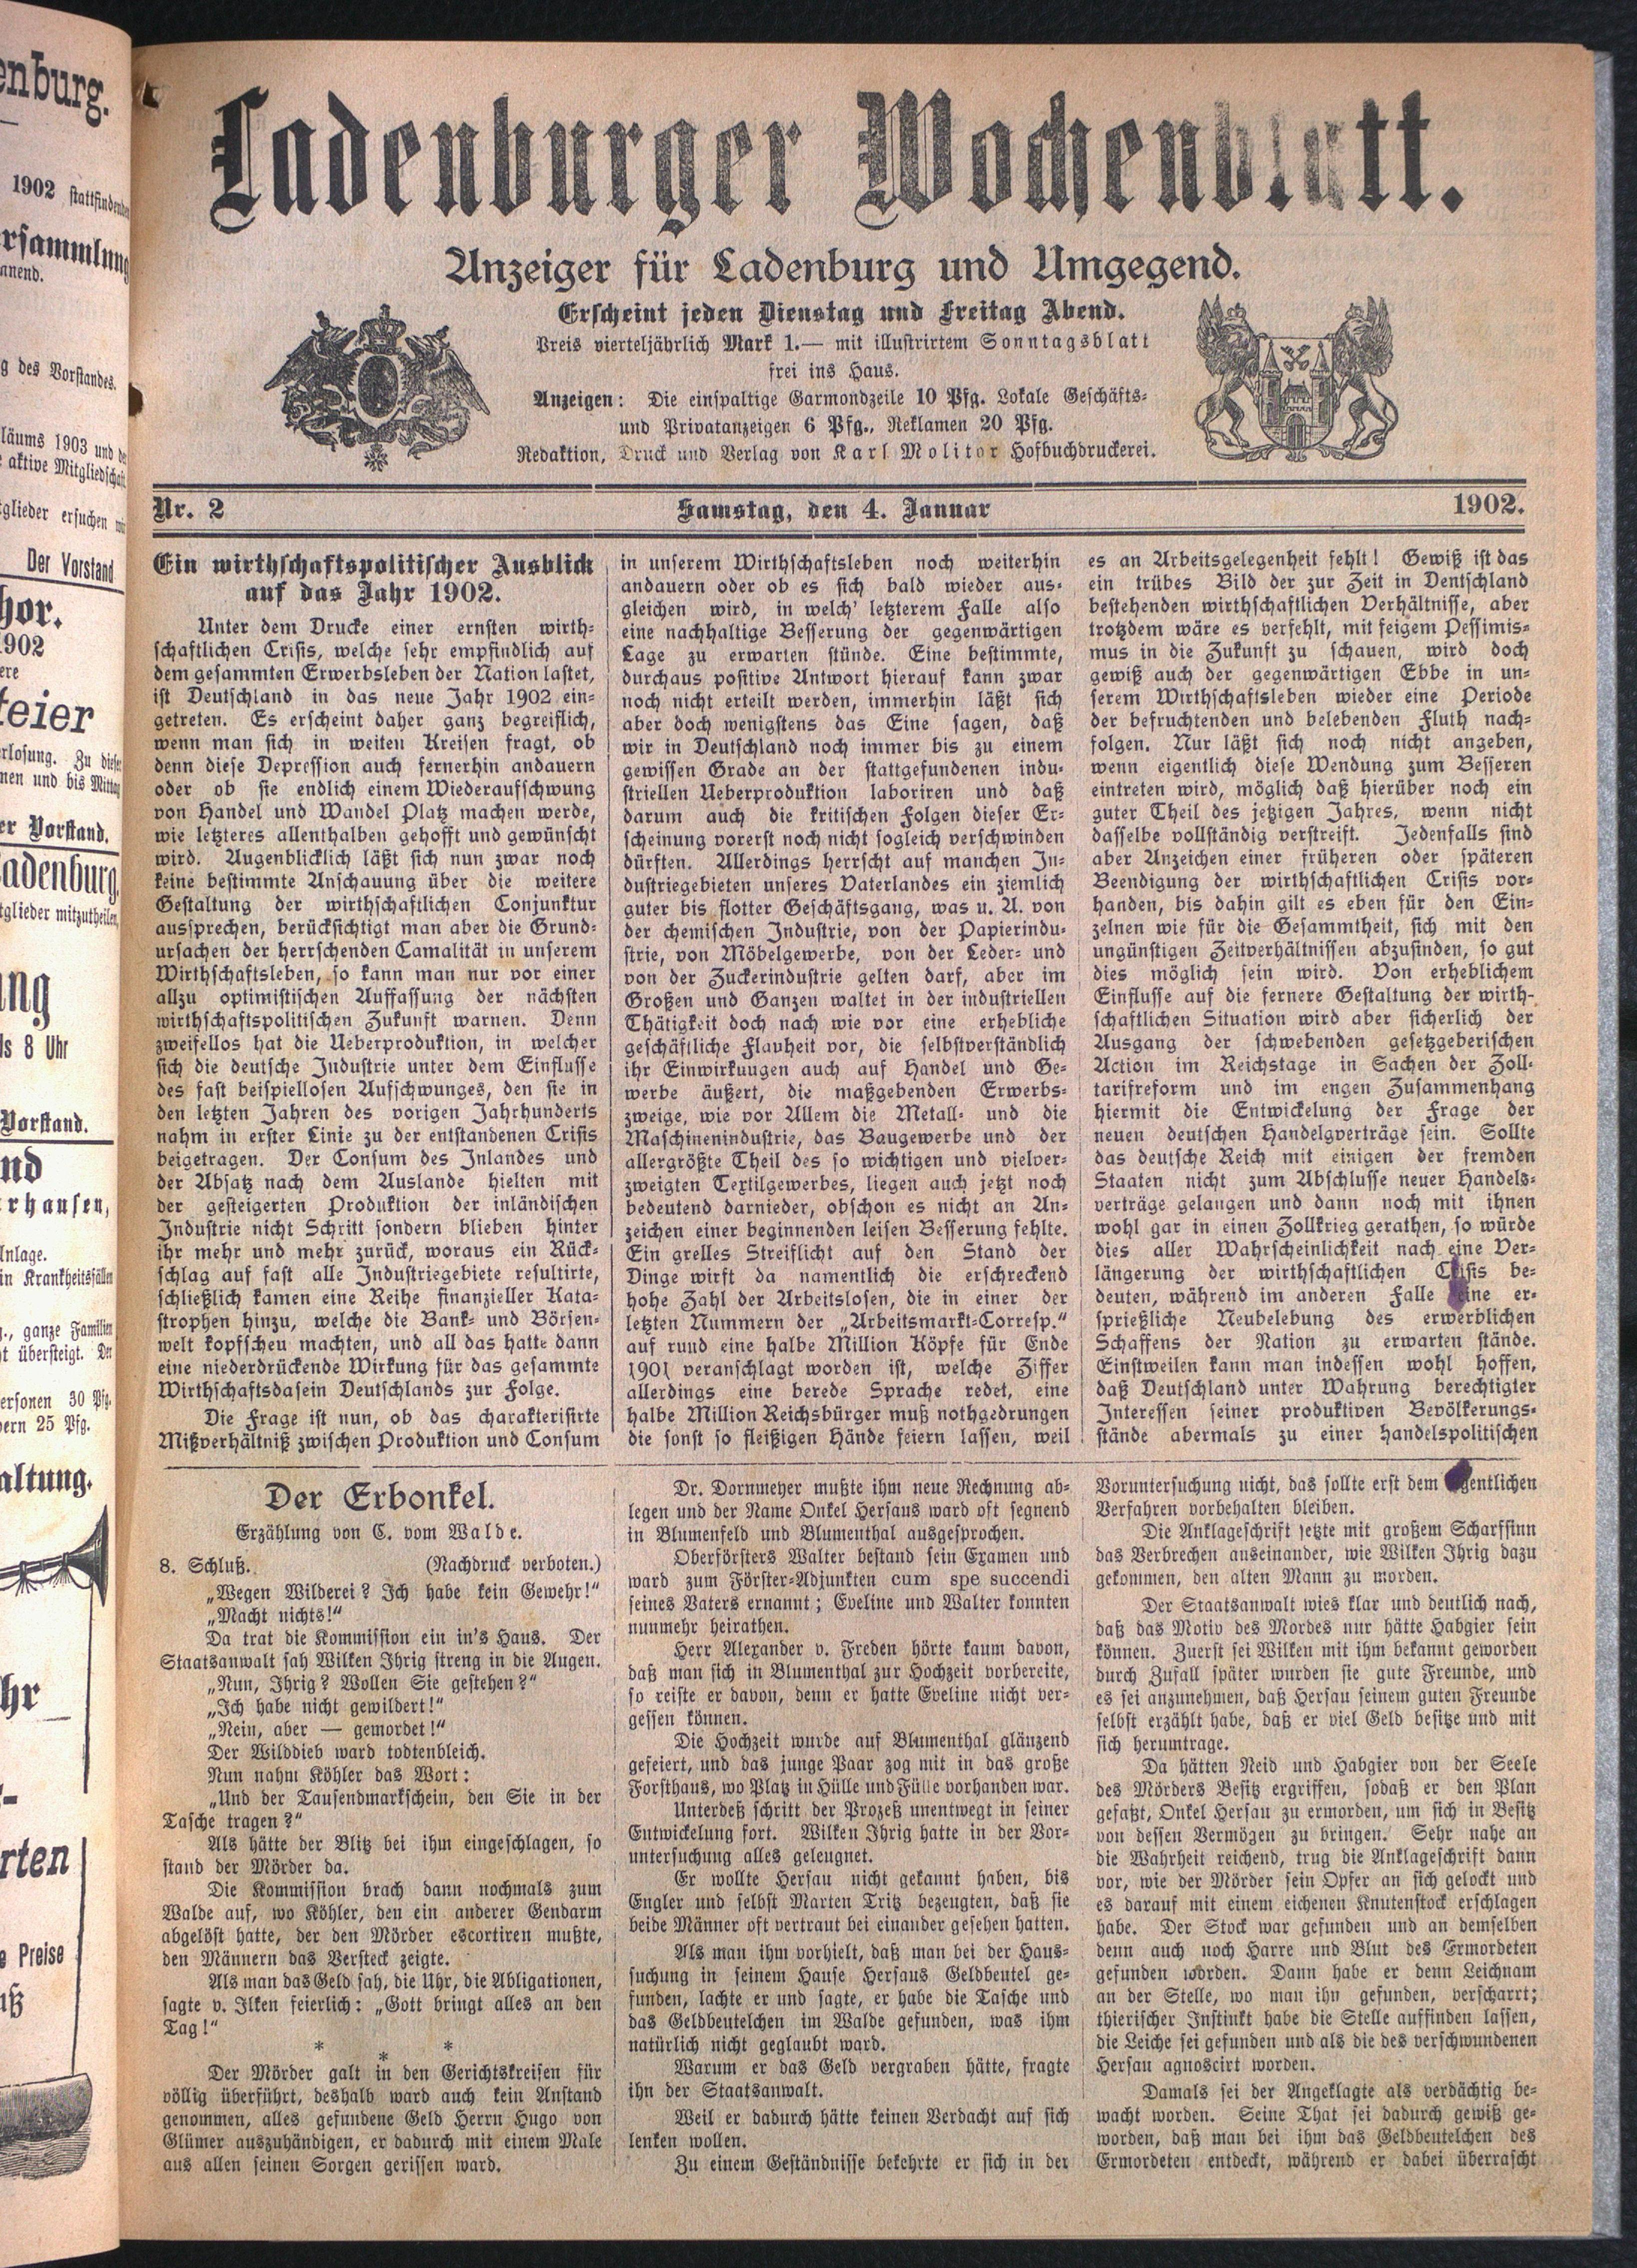 enburg.
1902 stattfindenden
ersammlung
anend.
g des Vorstandes.
läums 1903 und de
e aktive Mitgliedschaft
tglieder ersuchen wir
Der Vorstand
hor.
1902
ere
feier
erlosung. Zu dieser
nen und bis Mittag
er Vorstand.
Ladenburg.
tglieder mitzutheilen,
ung
ds 8 Uhr
Vorstand.
nd
rhausen,
Anlage.
in Krankheitsfällen
g., ganze Familien
ht übersteigt. Der
ersonen 30 Pfg.
dern 25 Pfg.
altung.
hr
rten
e Preise
uß
Ladenburger Wochenblatt.
Anzeiger für Ladenburg und Umgegend.
Erscheint jeden Dienstag und Freitag Abend.
Preis vierteljährlich Mark 1.— mit illustrirtem Sonntagsblatt
frei ins Haus.
Anzeigen: Die einspaltige Garmondzeile 10 Pfg. Lokale Geschäfts-
und Privatanzeigen 6 Pfg., Reklamen 20 Pfg.
Redaktion, Druck und Verlag von Karl Molitor Hofbuchdruckerei.
Nr. 2 Samstag, den 4. Januar 1902.
Ein wirthschaftspolitischer Ausblick
auf das Jahr 1902.
Unter dem Drucke einer ernsten wirth-
schaftlichen Crisis, welche sehr empfindlich auf
dem gesammten Erwerbsleben der Nation lastet,
ist Deutschland in das neue Jahr 1902 ein-
getreten. Es erscheint daher ganz begreiflich,
wenn man sich in weiten Kreisen fragt, ob
denn diese Depression auch fernerhin andauern
oder ob sie endlich einem Wiederaufschwung
von Handel und Wandel Platz machen werde,
wie letzteres allenthalben gehofft und gewünscht
wird. Augenblicklich läßt sich nun zwar noch
keine bestimmte Anschauung über die weitere
Gestaltung der wirthschaftlichen Conjunktur
aussprechen, berücksichtigt man aber die Grund-
ursachen der herrschenden Camalität in unserem
Wirthschaftsleben, so kann man nur vor einer
allzu optimistischen Auffassung der nächsten
wirthschaftspolitischen Zukunft warnen. Denn
zweifellos hat die Ueberproduktion, in welcher
sich die deutsche Industrie unter dem Einflusse
des fast beispiellosen Aufschwunges, den sie in
den letzten Jahren des vorigen Jahrhunderts
nahm in erster Linie zu der entstandenen Crisis
beigetragen. Der Consum des Inlandes und
der Absatz nach dem Auslande hielten mit
der gesteigerten Produktion der inländischen
Industrie nicht Schritt sondern blieben hinter
ihr mehr und mehr zurück, woraus ein Rück-
schlag auf fast alle Industriegebiete resultirte,
schließlich kamen eine Reihe finanzieller Kata-
strophen hinzu, welche die Bank- und Börsen-
welt kopfscheu machten, und all das hatte dann
eine niederdrückende Wirkung für das gesammte
Wirthschaftsdasein Deutschlands zur Folge.
Die Frage ist nun, ob das charakterisirte
Mißverhältniß zwischen Produktion und Consum
in unserem Wirthschaftsleben noch weiterhin
andauern oder ob es sich bald wieder aus-
gleichen wird, in welch' letzterem Falle also
eine nachhaltige Besserung der gegenwärtigen
Lage zu erwarten stünde. Eine bestimmte,
durchaus positive Antwort hierauf kann zwar
noch nicht erteilt werden, immerhin läßt sich
aber doch wenigstens das Eine sagen, daß
wir in Deutschland noch immer bis zu einem
gewissen Grade an der stattgefundenen indu-
striellen Ueberproduktion laboriren und daß
darum auch die kritischen Folgen dieser Er-
scheinung vorerst noch nicht sogleich verschwinden
dürften. Allerdings herrscht auf manchen In-
dustriegebieten unseres Vaterlandes ein ziemlich
guter bis flotter Geschäftsgang, was u. A. von
der chemischen Industrie, von der Papierindu-
strie, von Möbelgewerbe, von der Leder- und
von der Zuckerindustrie gelten darf, aber im
Großen und Ganzen waltet in der industriellen
Thätigkeit doch nach wie vor eine erhebliche
geschäftliche Flauheit vor, die selbstverständlich
ihr Einwirkuugen auch auf Handel und Ge-
werbe äußert, die maßgebenden Erwerbs-
zweige, wie vor Allem die Metall- und die
Maschinenindustrie, das Baugewerbe und der
allergrößte Theil des so wichtigen und vielver-
zweigten Textilgewerbes, liegen auch jetzt noch
bedeutend darnieder, obschon es nicht an An-
zeichen einer beginnenden leisen Besserung fehlte.
Ein grelles Streiflicht auf den Stand der
Dinge wirft da namentlich die erschreckend
hohe Zahl der Arbeitslosen, die in einer der
letzten Nummern der „Arbeitsmarkt-Corresp.“
auf rund eine halbe Million Köpfe für Ende
1901 veranschlagt worden ist, welche Ziffer
allerdings eine beredte Sprache redet, eine
halbe Million Reichsbürger muß nothgedrungen
die sonst so fleißigen Hände feiern lassen, weil
es an Arbeitsgelegenheit fehlt! Gewiß ist das
ein trübes Bild der zur Zeit in Dentschland
bestehenden wirthschaftlichen Verhältnisse, aber
trotzdem wäre es verfehlt, mit feigem Pessimis-
mus in die Zukunft zu schauen, wird doch
gewiß auch der gegenwärtigen Ebbe in un-
serem Wirthschaftsleben wieder eine Periode
der befruchtenden und belebenden Fluth nach-
folgen. Nur läßt sich noch nicht angeben,
wenn eigentlich diese Wendung zum Besseren
eintreten wird, möglich daß hierüber noch ein
guter Theil des jetzigen Jahres, wenn nicht
dasselbe vollständig verstreift. Jedenfalls sind
aber Anzeichen einer früheren oder späteren
Beendigung der wirthschaftlichen Crisis vor-
handen, bis dahin gilt es eben für den Ein-
zelnen wie für die Gesammtheit, sich mit den
ungünstigen Zeitverhältnissen abzufinden, so gut
dies möglich sein wird. Von erheblichem
Einflusse auf die fernere Gestaltung der wirth-
schaftlichen Situation wird aber sicherlich der
Ausgang der schwebenden gesetzgeberischen
Action im Reichstage in Sachen der Zoll-
tarifreform und im engen Zusammenhang
hiermit die Entwickelung der Frage der
neuen deutschen Handelgverträge sein. Sollte
das deutsche Reich mit einigen der fremden
Staaten nicht zum Abschlusse neuer Handels-
verträge gelangen und dann noch mit ihnen
wohl gar in einen Zollkrieg gerathen, so würde
dies aller Wahrscheinlichkeit nach eine Ver-
längerung der wirthschaftlichen Crisis be-
deuten, während im anderen Falle eine er-
sprießliche Neubelebung des erwerblichen
Schaffens der Nation zu erwarten stände.
Einstweilen kann man indessen wohl hoffen,
daß Deutschland unter Wahrung berechtigter
Interessen seiner produktiven Bevölkerungs-
stände abermals zu einer handelspolitischen
Der Erbonkel.
Erzählung von C. vom Walde.
8. Schluß. (Nachdruck verboten.)
„Wegen Wilderei? Ich habe kein Gewehr!“
„Macht nichts!“
Da trat die Kommission ein in's Haus. Der
Staatsanwalt sah Wilken Ihrig streng in die Augen.
„Nun, Ihrig? Wollen Sie gestehen?“
„Ich habe nicht gewildert!“
„Nein, aber — gemordet!“
Der Wilddieb ward todtenbleich.
Nun nahm Köhler das Wort:
„Und der Tausendmarkschein, den Sie in der
Tasche tragen?“
Als hätte der Blitz bei ihm eingeschlagen, so
stand der Mörder da.
Die Kommission brach dann nochmals zum
Walde auf, wo Köhler, den ein anderer Gendarm
abgelöst hatte, der den Mörder escortiren mußte,
den Männern das Versteck zeigte.
Als man das Geld sah, die Uhr, die Abligationen,
sagte v. Ilken feierlich: „Gott bringt alles an den
Tag!“
* * *
Der Mörder galt in den Gerichtskreisen für
völlig überführt, deshalb ward auch kein Anstand
genommen, alles gefundene Geld Herrn Hugo von
Glümer auszuhändigen, er dadurch mit einem Male
aus allen seinen Sorgen gerissen ward.
Dr. Dornmeyer mußte ihm neue Rechnung ab-
legen und der Name Onkel Hersaus ward oft segnend
in Blumenfeld und Blumenthal ausgesprochen.
Oberförsters Walter bestand sein Examen und
ward zum Förster-Adjunkten cum spe succendi
seines Vaters ernannt; Eveline und Walter konnten
nunmehr heirathen.
Herr Alexander v. Freden hörte kaum davon,
daß man sich in Blumenthal zur Hochzeit vorbereite,
so reiste er davon, denn er hatte Eveline nicht ver-
gessen können.
Die Hochzeit wurde auf Blumenthal glänzend
gefeiert, und das junge Paar zog mit in das große
Forsthaus, wo Platz in Hülle und Fülle vorhanden war.
Unterdeß schritt der Prozeß unentwegt in seiner
Entwickelung fort. Wilken Ihrig hatte in der Vor-
untersuchung alles geleugnet.
Er wollte Hersau nicht gekannt haben, bis
Engler und selbst Marten Tritz bezeugten, daß sie
beide Männer oft vertraut bei einander gesehen hatten.
Als man ihm vorhielt, daß man bei der Haus-
suchung in seinem Hause Hersaus Geldbeutel ge-
funden, lachte er und sagte, er habe die Tasche und
das Geldbeutelchen im Walde gefunden, was ihm
natürlich nicht geglaubt ward.
Warum er das Geld vergraben hätte, fragte
ihn der Staatsanwalt.
Weil er dadurch hätte keinen Verdacht auf sich
lenken wollen.
Zu einem Geständnisse bekehrte er sich in der
Voruntersuchung nicht, das sollte erst dem eigentlichen
Verfahren vorbehalten bleiben.
Die Anklageschrift setzte mit großem Scharfsinn
das Verbrechen auseinander, wie Wilken Ihrig dazu
gekommen, den alten Mann zu morden.
Der Staatsanwalt wies klar und deutlich nach,
daß das Motiv des Mordes nur hätte Habgier sein
können. Zuerst sei Wilken mit ihm bekannt geworden
durch Zufall später wurden sie gute Freunde, und
es sei anzunehmen, daß Hersau seinem guten Freunde
selbst erzählt habe, daß er viel Geld besitze und mit
sich herumtrage.
Da hätten Neid und Habgier von der Seele
des Mörders Besitz ergriffen, sodaß er den Plan
gefaßt, Onkel Hersau zu ermorden, um sich in Besitz
von dessen Vermögen zu bringen. Sehr nahe an
die Wahrheit reichend, trug die Anklageschrift dann
vor, wie der Mörder sein Opfer an sich gelockt und
es darauf mit einem eichenen Knutenstock erschlagen
habe. Der Stock war gefunden und an demselben
denn auch noch Harre und Blut des Ermordeten
gefunden worden. Dann habe er denn Leichnam
an der Stelle, wo man ihn gefunden, verscharrt;
thierischer Instinkt habe die Stelle auffinden lassen,
die Leiche sei gefunden und als die des verschwundenen
Hersau agnoscirt worden.
Damals sei der Angeklagte als verdächtig be-
wacht worden. Seine That sei dadurch gewiß ge-
worden, daß man bei ihm das Geldbeutelchen des
Ermordeten entdeckt, während er dabei überrascht